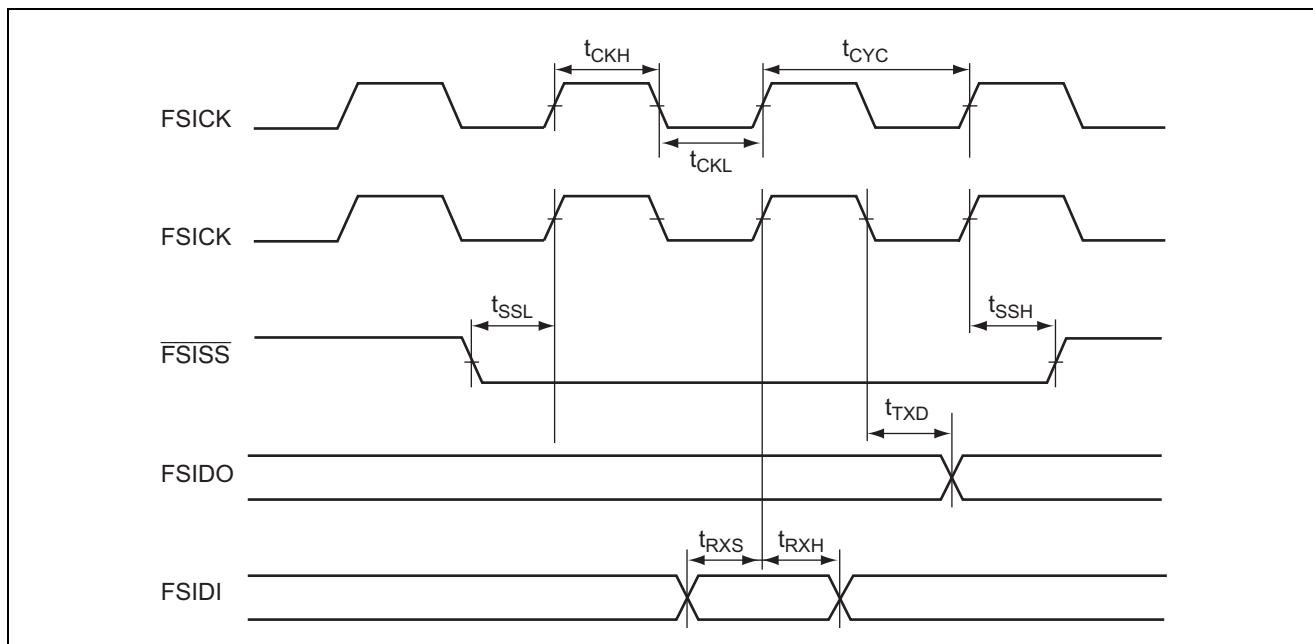 tCKH tCYC
FSICK
tCKL
FSICK
tSSL tSSH
FSISS
tTXD
FSIDO
tRXS tRXH
FSIDI